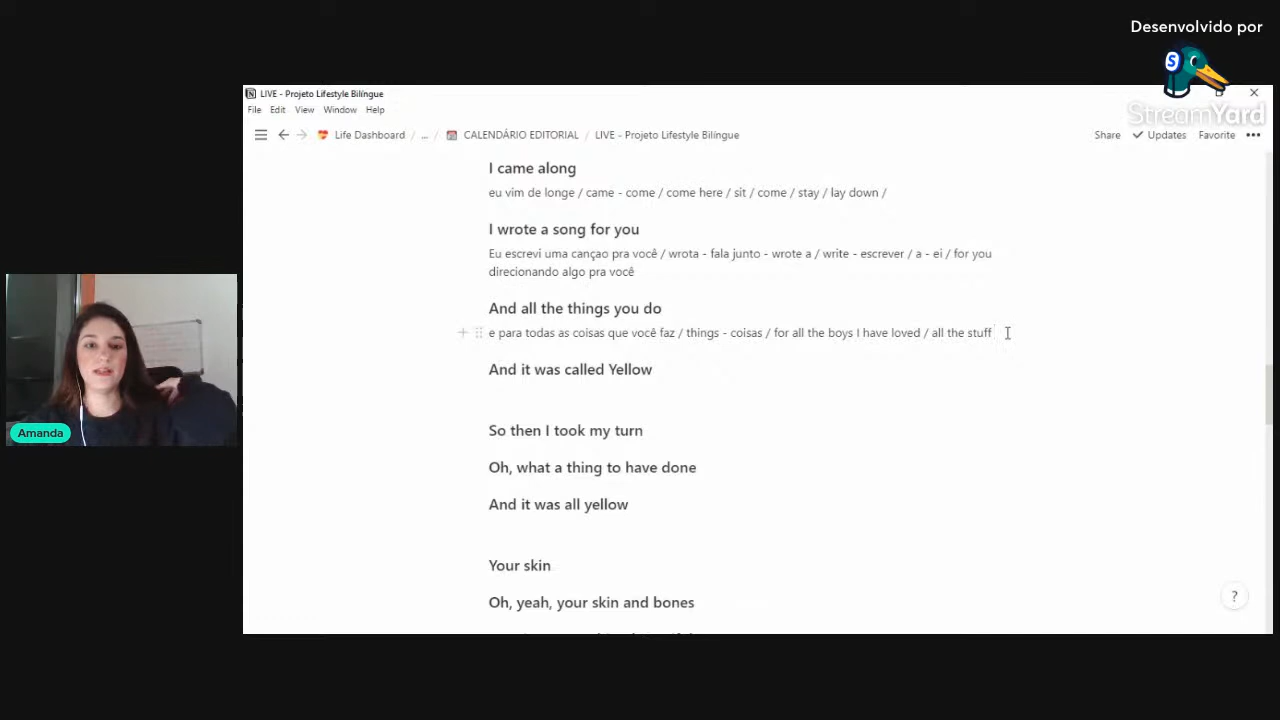 Desenvolvido por
S
StreamYard
LIVE - Projeto Lifestyle Bilíngue
File Edit View Window Help
Life Dashboard / ... / CALENDÁRIO EDITORIAL / LIVE - Projeto Lifestyle Bilíngue
Share Updates Favorite •••
I came along
eu vim de longe / came - come / come here / sit / come / stay / lay down /
I wrote a song for you
Eu escrevi uma cançao pra você / wrota - fala junto - wrote a / write - escrever / a - ei / for you
direcionando algo pra você
And all the things you do
e para todas as coisas que você faz / things - coisas / for all the boys I have loved / all the stuff
And it was called Yellow
So then I took my turn
Oh, what a thing to have done
And it was all yellow
Your skin
Oh, yeah, your skin and bones
?
Amanda